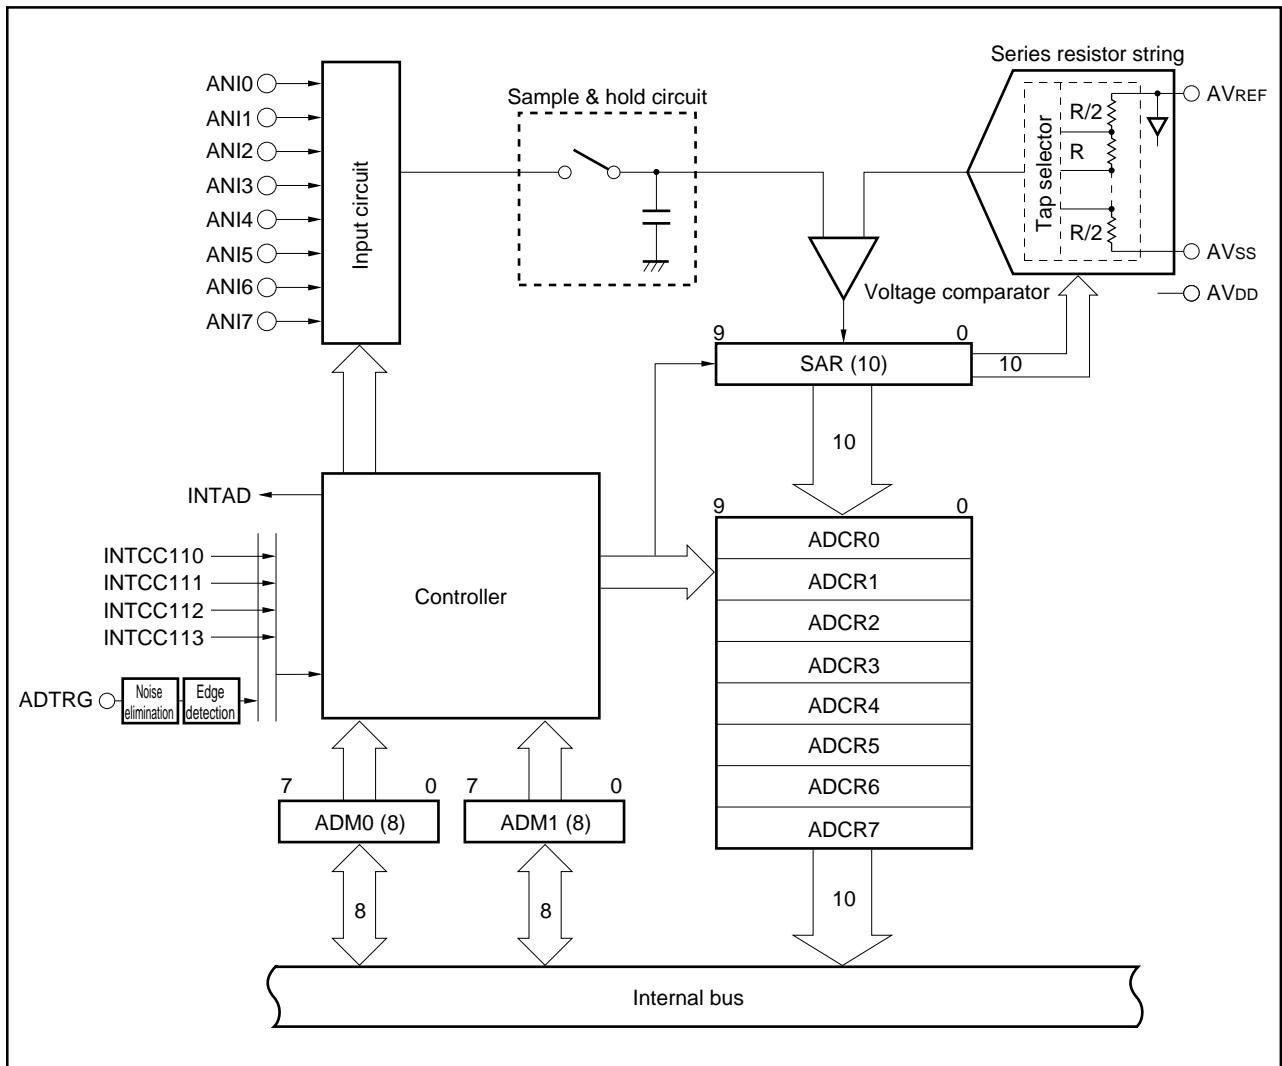 Series resistor string
ANI0
ANI1
ANI2
ANI3
ANI4
ANI5
ANI6
ANI7
Input circuit
Sample & hold circuit
Tap selector
R/2
R
R/2
AVREF
AVSS
AVDD
Voltage comparator
9
0
SAR (10)
10
10
INTAD
INTCC110
INTCC111
INTCC112
INTCC113
ADTRG
Noise
elimination
Edge
detection
Controller
9
0
ADCR0
ADCR1
ADCR2
ADCR3
ADCR4
ADCR5
ADCR6
ADCR7
7
0
ADM0 (8)
7
0
ADM1 (8)
8
8
10
Internal bus